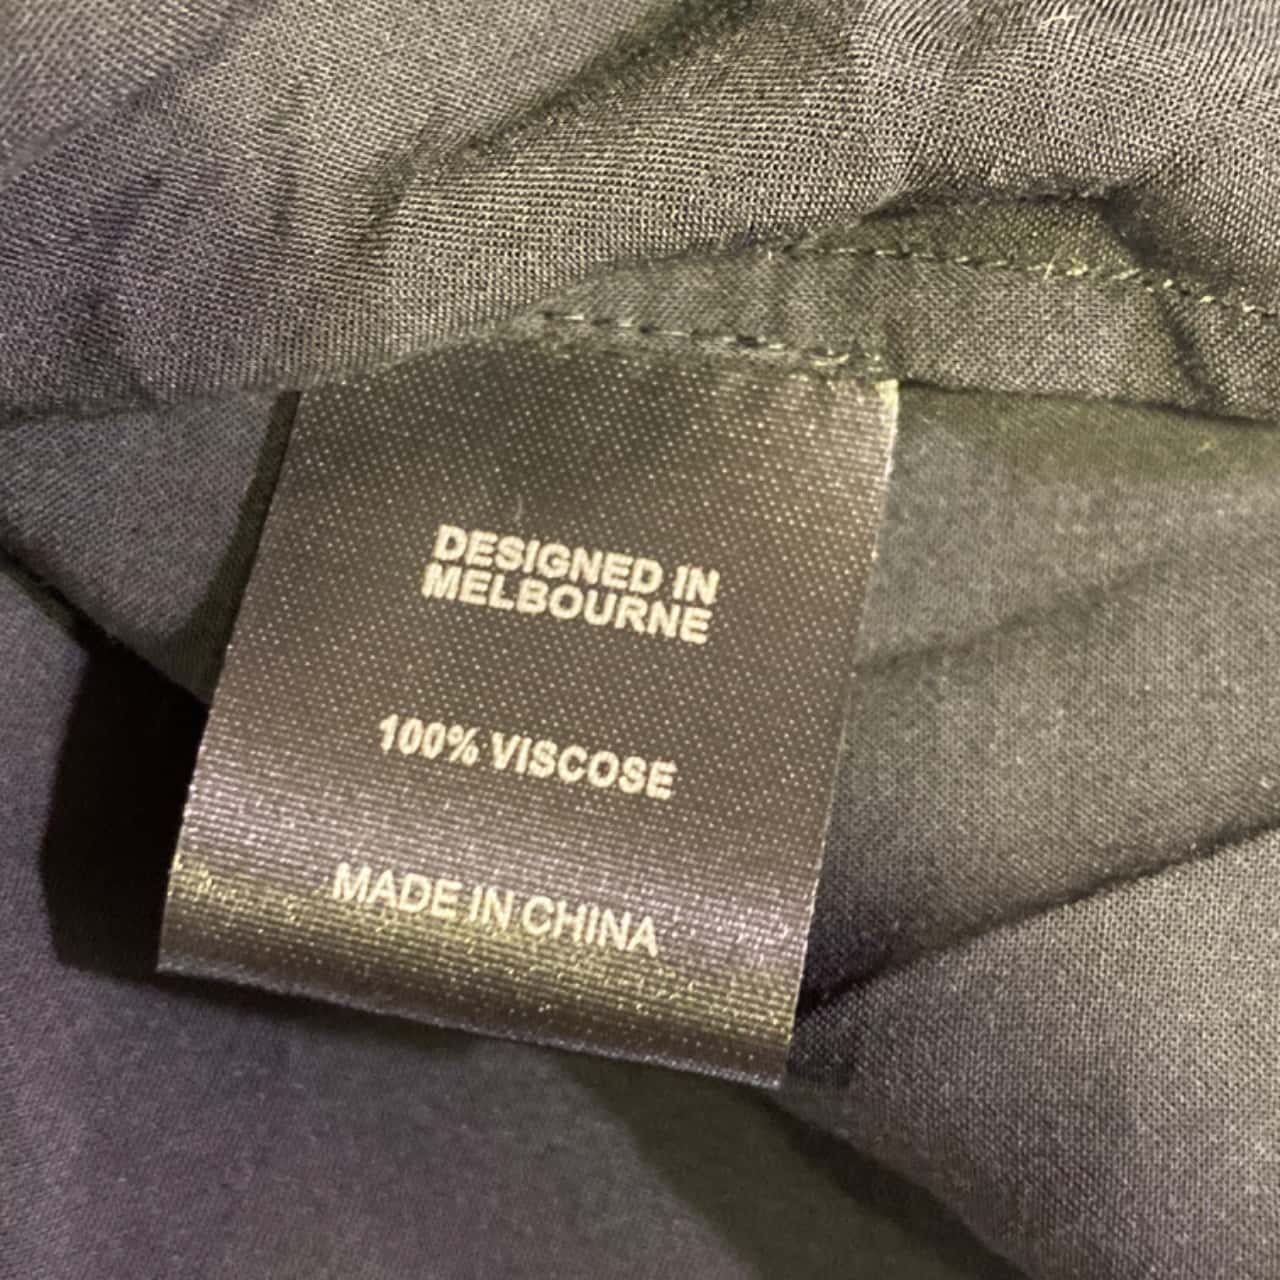 DESIGNED IN
MELBOURNE
100% VISCOSE
MADE IN CHINA